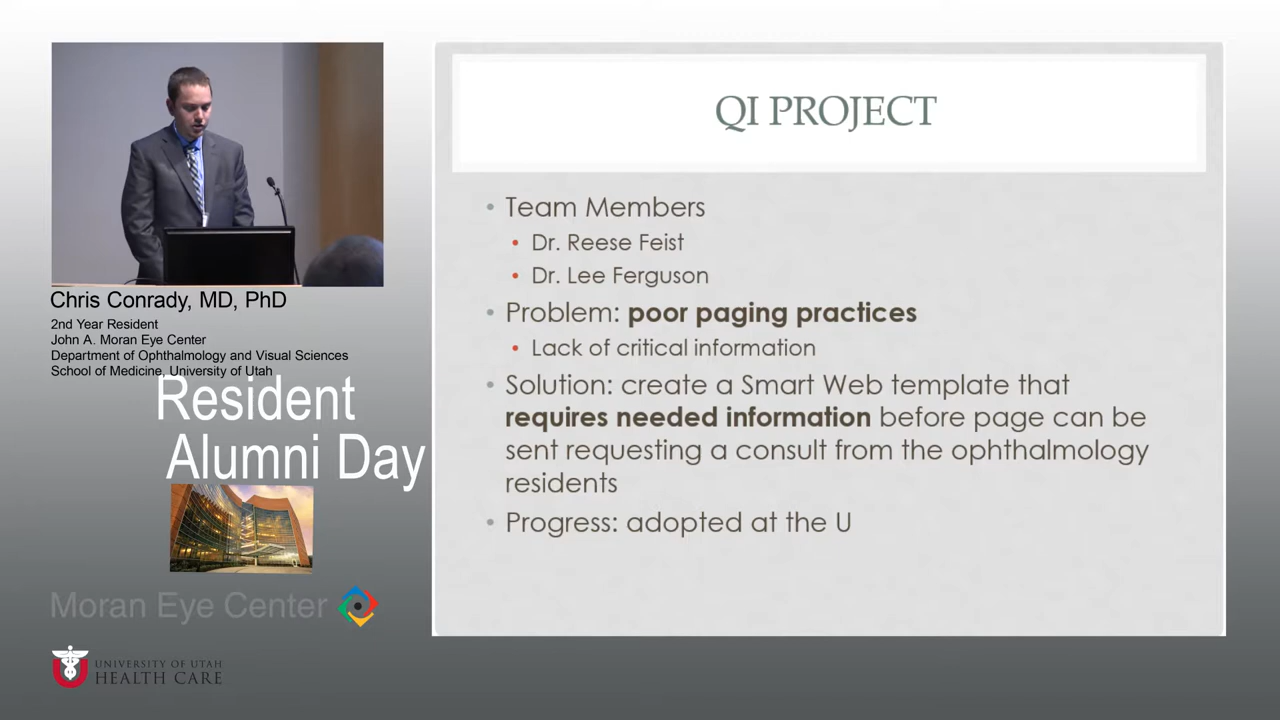 QI PROJECT
• Team Members
• Dr. Reese Feist
• Dr. Lee Ferguson
• Problem: poor paging practices
• Lack of critical information
• Solution: create a Smart Web template that
requires needed information before page can be
sent requesting a consult from the ophthalmology
residents
• Progress: adopted at the U
Chris Conrady, MD, PhD
2nd Year Resident
John A. Moran Eye Center
Department of Ophthalmology and Visual Sciences
School of Medicine, University of Utah
Resident
Alumni Day
Moran Eye Center
U
UNIVERSITY OF UTAH
HEALTH CARE